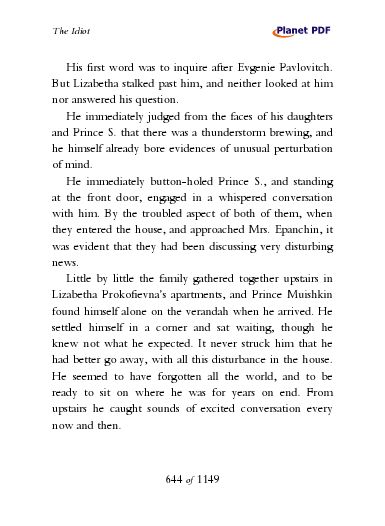 The Idiot
Planet PDF
His first word was to inquire after Evgenie Pavlovitch.
But Lizabetha stalked past him, and neither looked at him
nor answered his question.
He immediately judged from the faces of his daughters
and Prince S. that there was a thunderstorm brewing, and
he himself already bore evidences of unusual perturbation
of mind.
He immediately button-holed Prince S., and standing
at the front door, engaged in a whispered conversation
with him. By the troubled aspect of both of them, when
they entered the house, and approached Mrs. Epanchin, it
was evident that they had been discussing very disturbing
news.
Little by little the family gathered together upstairs in
Lizabetha Prokofievna's apartments, and Prince Muishkin
found himself alone on the verandah when he arrived. He
settled himself in a corner and sat waiting, though he
knew not what he expected. It never struck him that he
had better go away, with all this disturbance in the house.
He seemed to have forgotten all the world, and to be
ready to sit on where he was for years on end. From
upstairs he caught sounds of excited conversation every
now and then.
644 of 1149